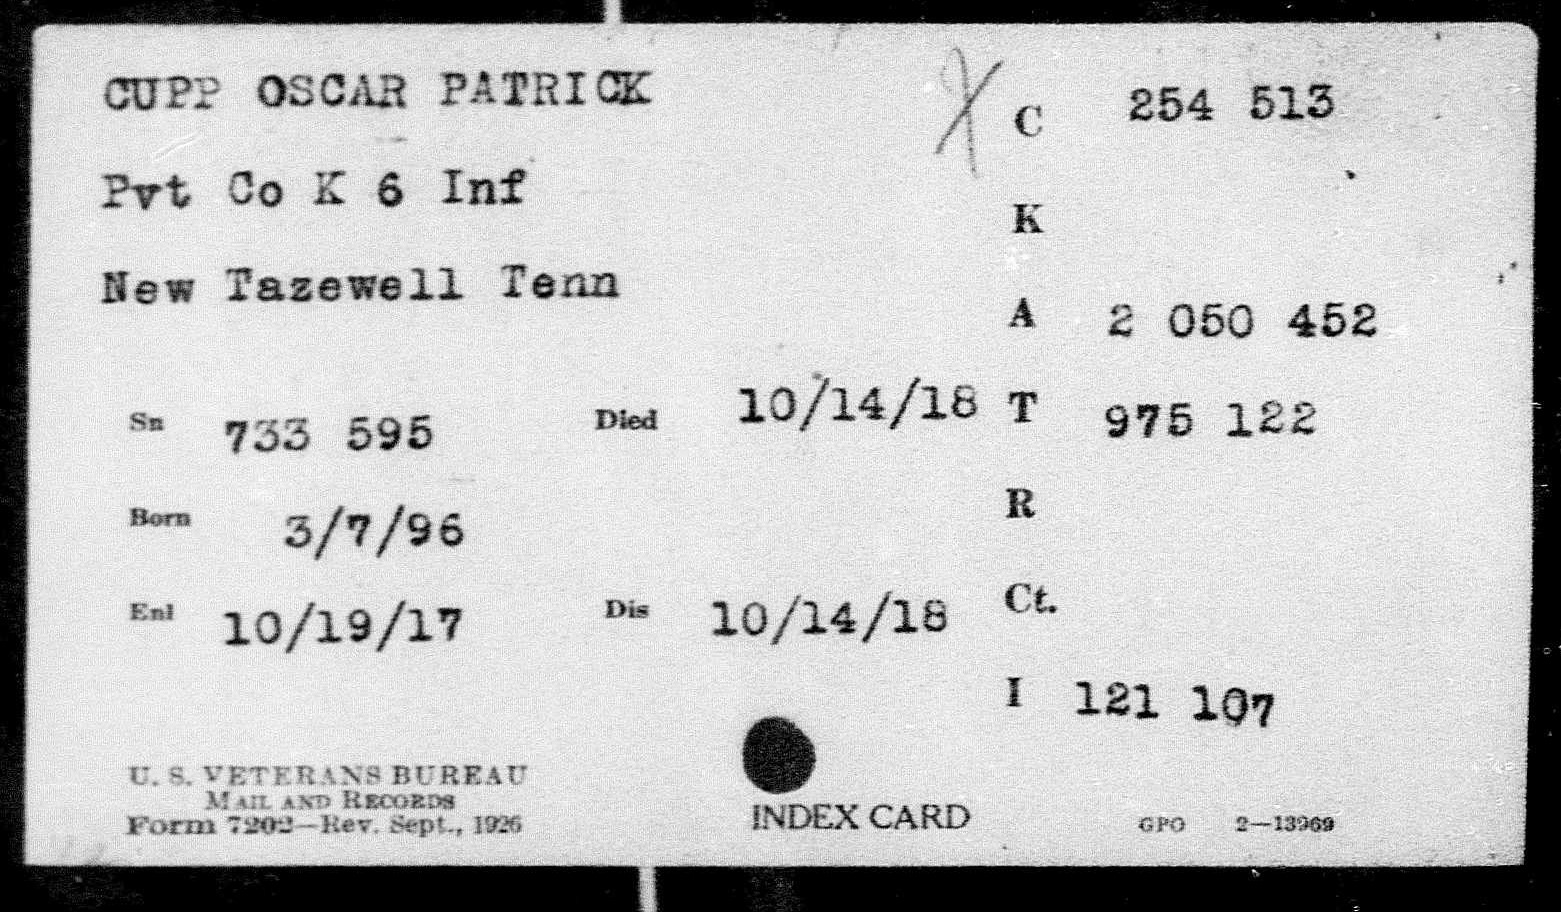 CUPP OSCAR PATRICK
C 254 513
Pvt Co K 6 Inf
K
New Tazewell Tenn
A 2 050 452
Sn 733 595 Died 10/14/18 T 975 122
Born 3/7/96
R
Enl 10/19/17 Dis 10/14/18 Ct.
I 121 107
U. S. VETERANS BUREAU
MAIL AND RECORDS
Form 7202—Rev. Sept., 1926
INDEX CARD
GPO 2—13969